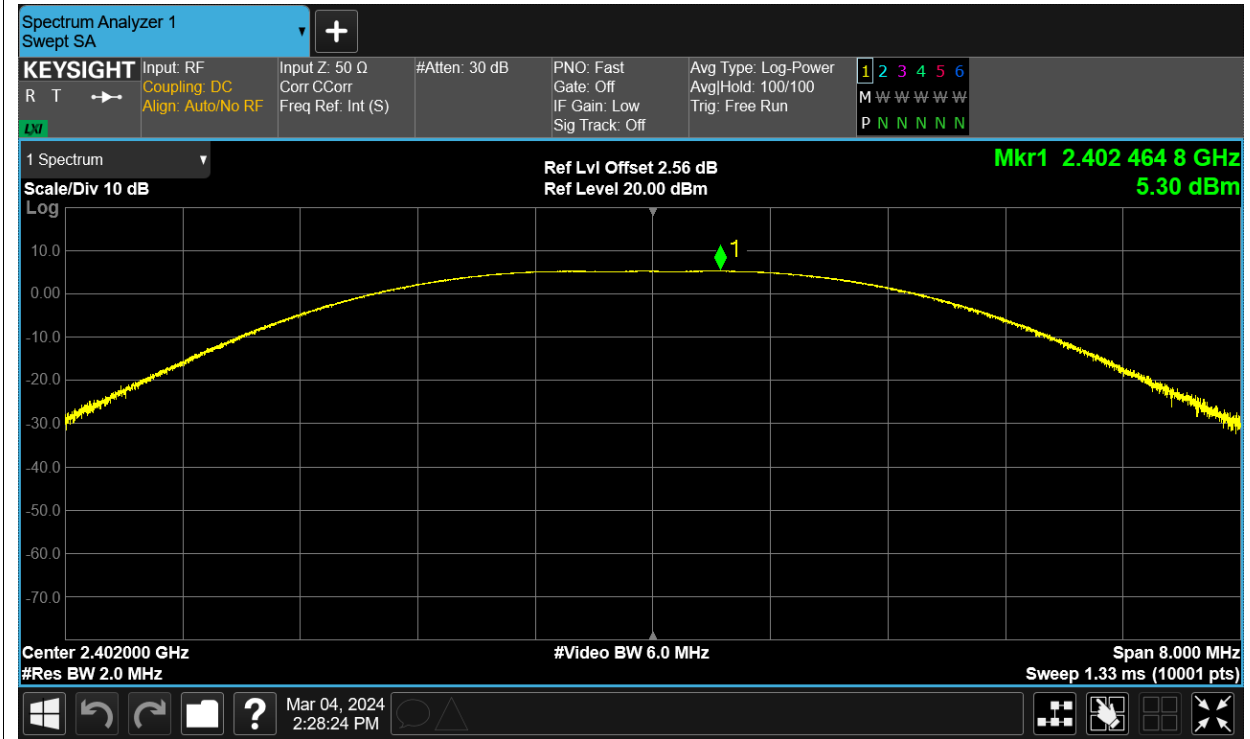 Spectrum Analyzer 1
Swept SA
KEYSIGHT
R T
LXI
Input: RF
Coupling: DC
Align: Auto/No RF
Input Z: 50 Ω
Corr CCorr
Freq Ref: Int (S)
#Atten: 30 dB
PNO: Fast
Gate: Off
IF Gain: Low
Sig Track: Off
Avg Type: Log-Power
Avg|Hold: 100/100
Trig: Free Run
1 2 3 4 5 6
M W W W W W
P N N N N N
1 Spectrum
Scale/Div 10 dB
Log
Ref Lvl Offset 2.56 dB
Ref Level 20.00 dBm
Mkr1 2.402 464 8 GHz
5.30 dBm
1
10.0
0.00
-10.0
-20.0
-30.0
-40.0
-50.0
-60.0
-70.0
Center 2.402000 GHz
#Res BW 2.0 MHz
#Video BW 6.0 MHz
Span 8.000 MHz
Sweep 1.33 ms (10001 pts)
?
Mar 04, 2024
2:28:24 PM